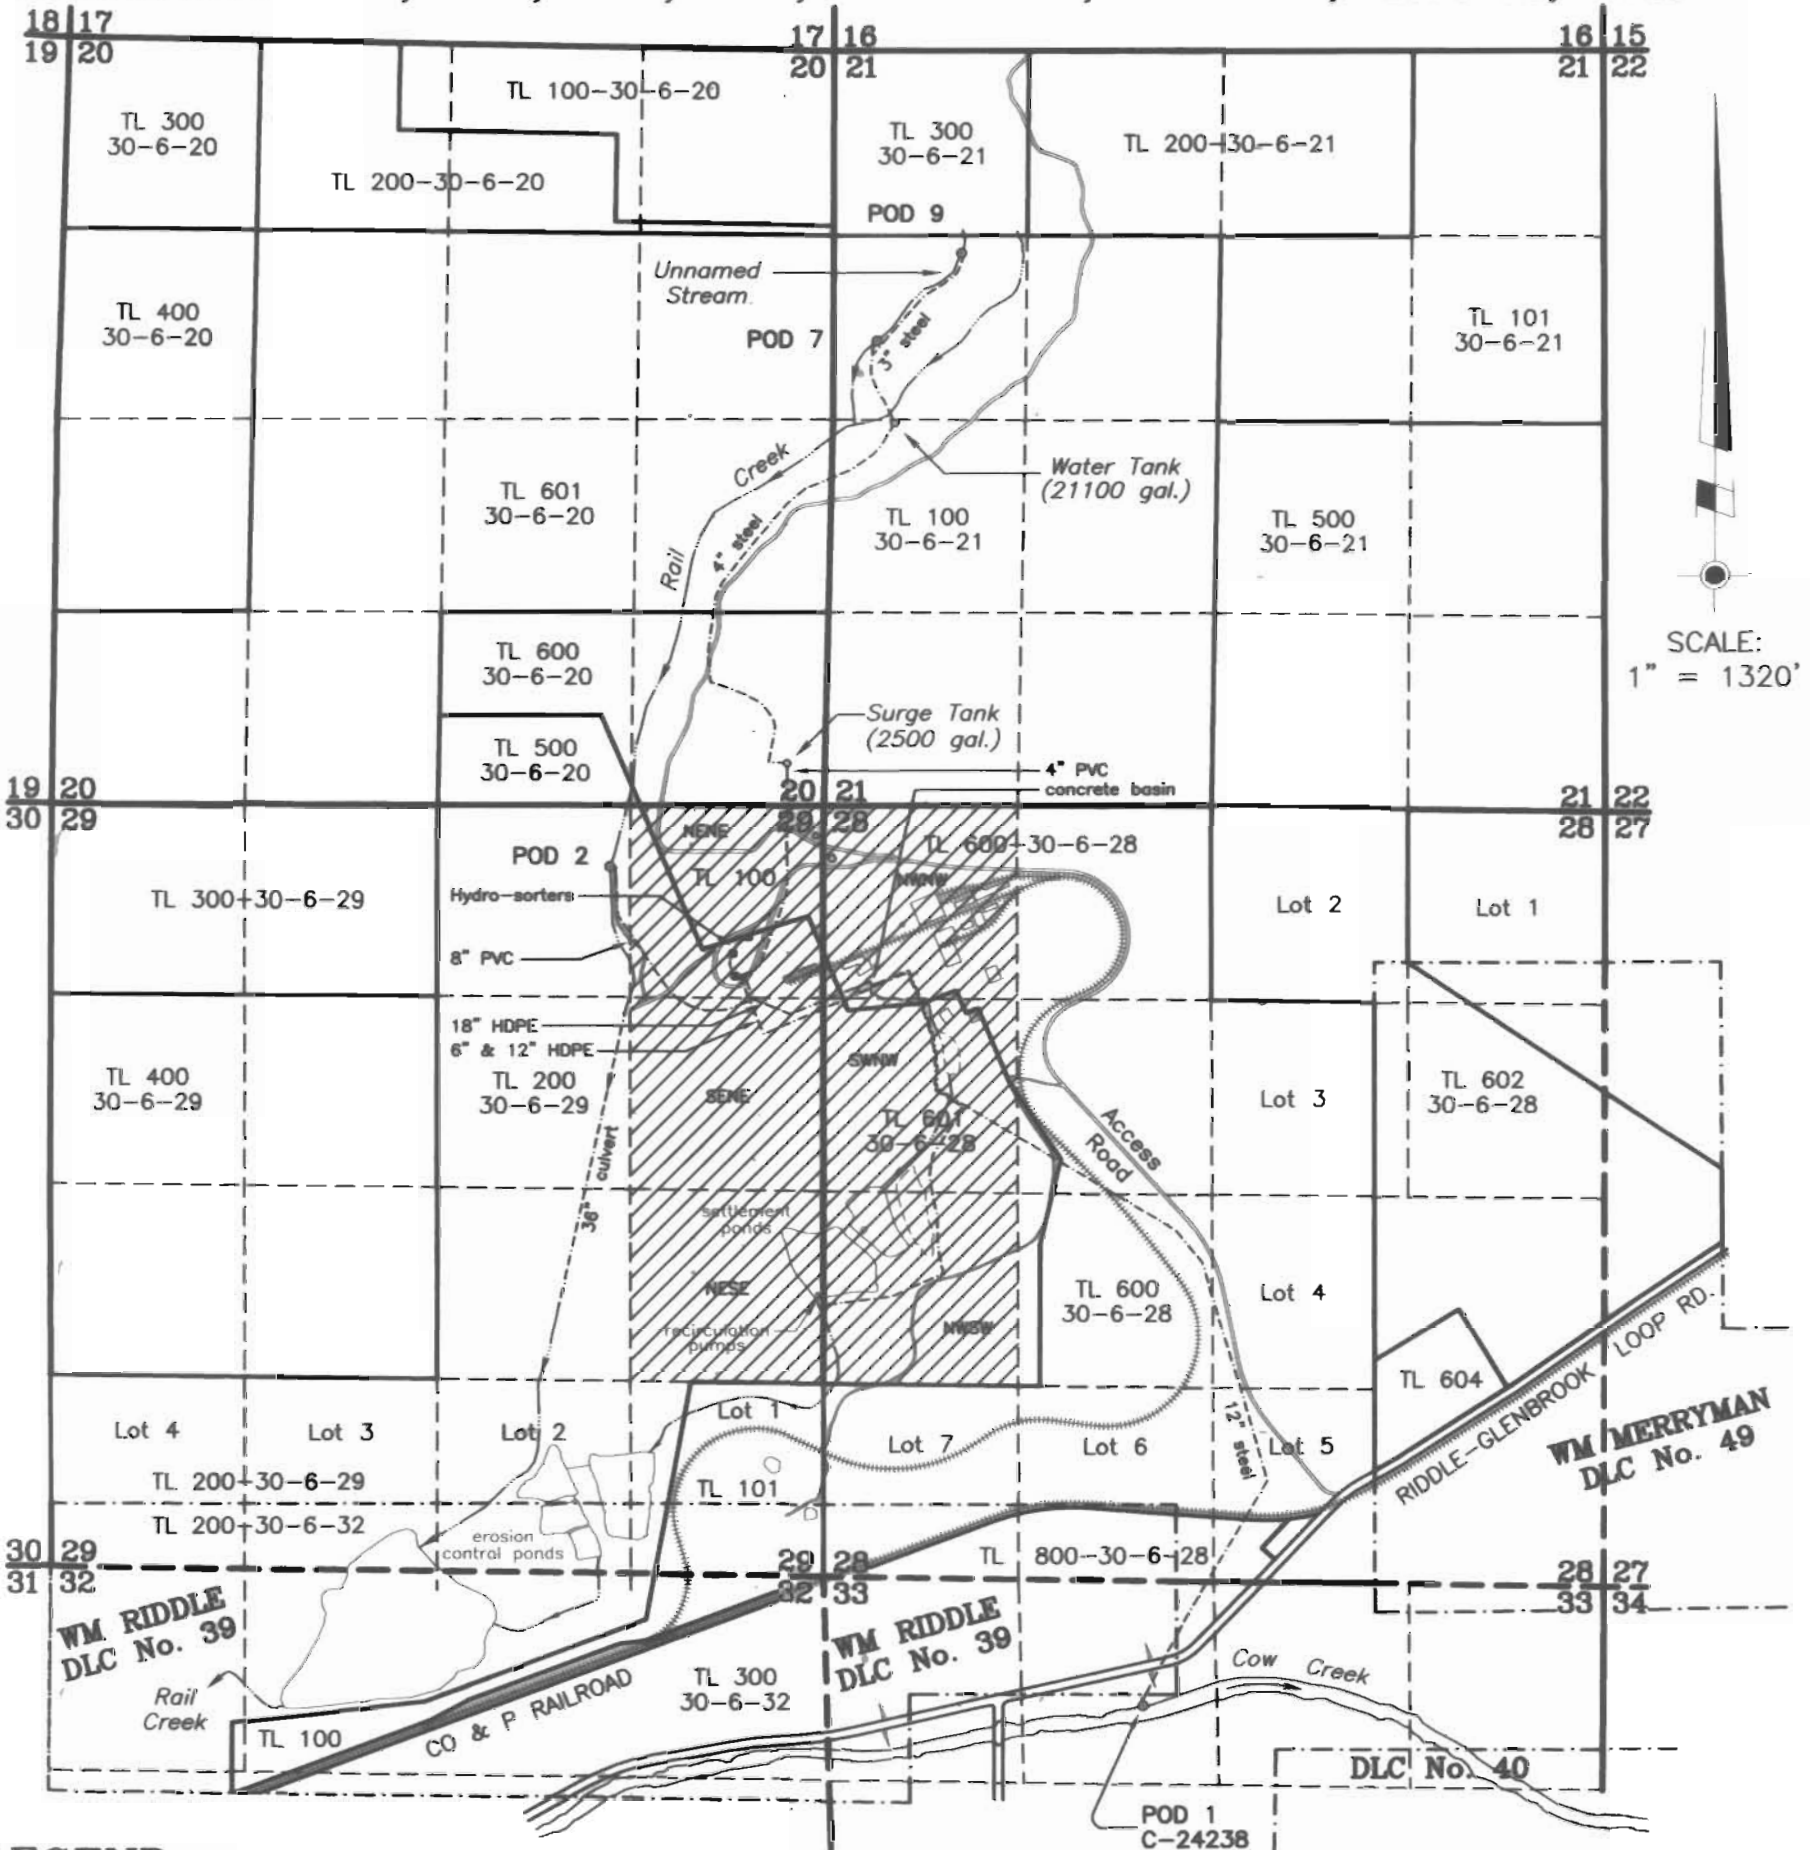 18 17
19 20
17 16
20 21
16 15
21 22
TL 100-30-6-20
TL 300
30-6-20
TL 200-30-6-20
TL 300
30-6-21
TL 200-30-6-21
POD 9
Unnamed
Stream
TL 400
30-6-20
POD 7
3" steel
TL 101
30-6-21
Creek
Water Tank
(21100 gal.)
TL 601
30-6-20
TL 100
30-6-21
TL 500
30-6-21
4" steel
Rail
SCALE:
1" = 1320'
TL 600
30-6-20
Surge Tank
(2500 gal.)
TL 500
30-6-20
4" PVC
concrete basin
19 20
30 29
20 21
29 28
21 22
28 27
NENE
TL 600-30-6-28
POD 2
TL 100
NWNW
Hydro-sorters
TL 300-30-6-29
Lot 2
Lot 1
8" PVC
18" HDPE
6" & 12" HDPE
SWNW
TL 400
30-6-29
TL 200
30-6-29
SENE
TL 602
30-6-28
Lot 3
TL 601
30-6-28
Access
Road
36" culvert
settlement
ponds
NESE
TL 600
30-6-28
Lot 4
recirculation
pumps
NWSW
LOOP RD.
TL 604
RIDDLE-GLENBROOK
WM MERRYMAN
DLC No. 49
Lot 4
Lot 3
Lot 2
Lot 1
Lot 7
Lot 6
Lot 5
12" steel
TL 200-30-6-29
TL 101
TL 200-30-6-32
erosion
control ponds
TL 800-30-6-28
30 29
31 32
29 28
32 33
28 27
33 34
WM RIDDLE
DLC No. 39
WM RIDDLE
DLC No. 39
Cow Creek
Rail
Creek
TL 300
30-6-32
CO & P RAILROAD
TL 100
DLC No. 40
POD 1
C-24238